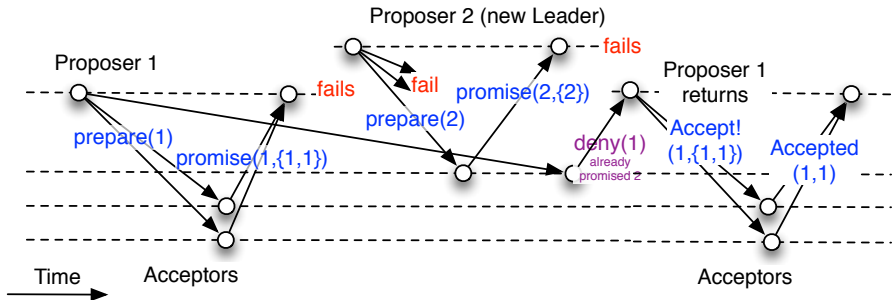 Proposer 2 (new Leader)
fails
Proposer 1
fails
fail
Proposer 1
returns
prepare(1)
promise(1,{1,1})
prepare(2)
promise(2,{2})
deny(1)
already
promised 2
Accept!
(1,{1,1})
Accepted
(1,1)
Time
Acceptors
Acceptors